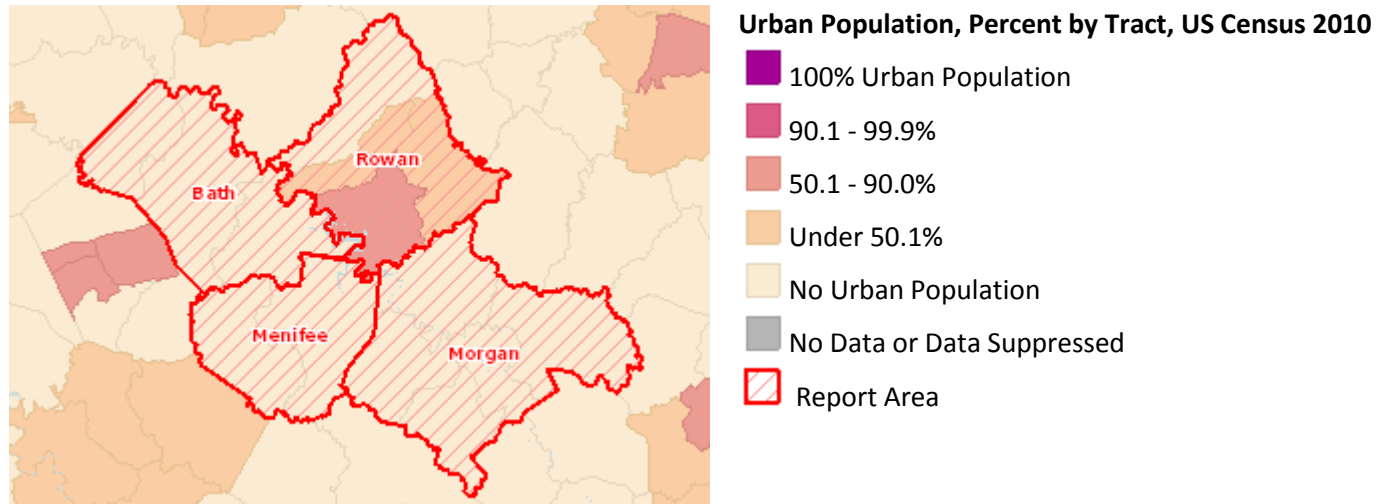 Urban Population, Percent by Tract, US Census 2010
100% Urban Population
90.1 - 99.9%
50.1 - 90.0%
Under 50.1%
No Urban Population
No Data or Data Suppressed
Report Area
Rowan
Bath
Menifee
Morgan